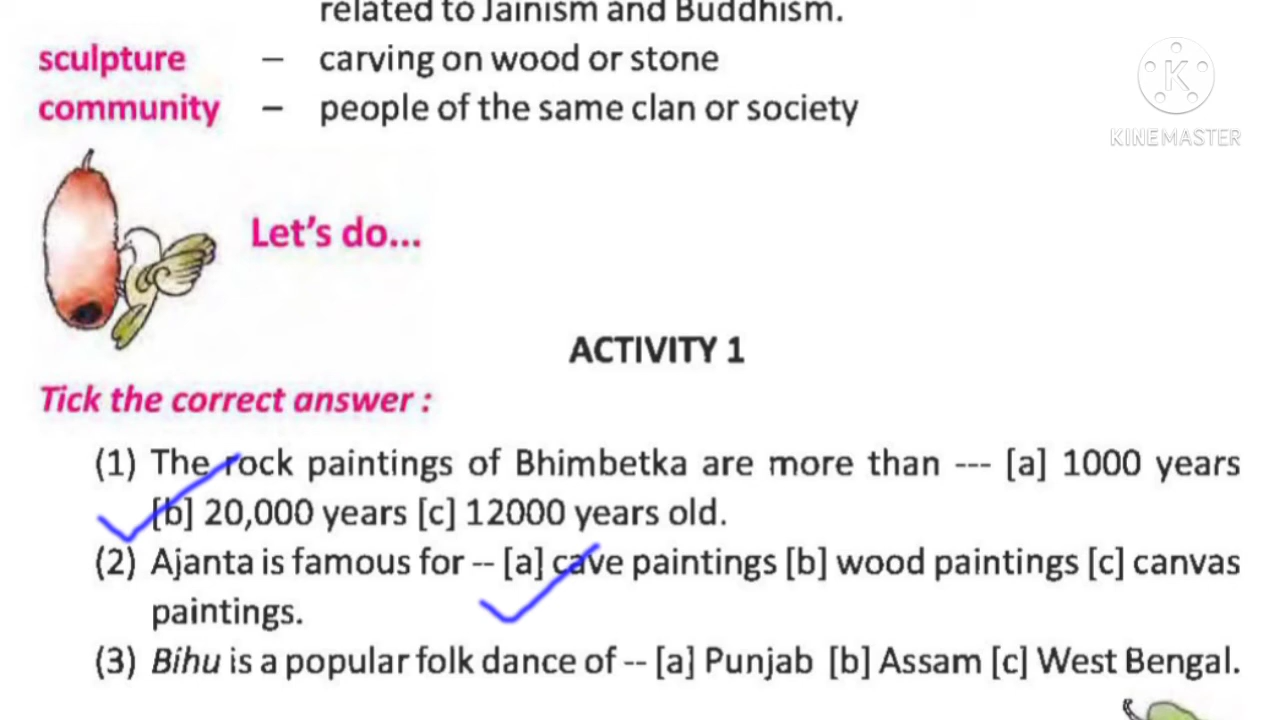 related to Jainism and Buddhism.
sculpture – carving on wood or stone
community – people of the same clan or society
K
KINEMASTER
Let's do...
ACTIVITY 1
Tick the correct answer :
(1) The rock paintings of Bhimbetka are more than --- [a] 1000 years
[b] 20,000 years [c] 12000 years old.
(2) Ajanta is famous for -- [a] cave paintings [b] wood paintings [c] canvas
paintings.
(3) Bihu is a popular folk dance of -- [a] Punjab [b] Assam [c] West Bengal.